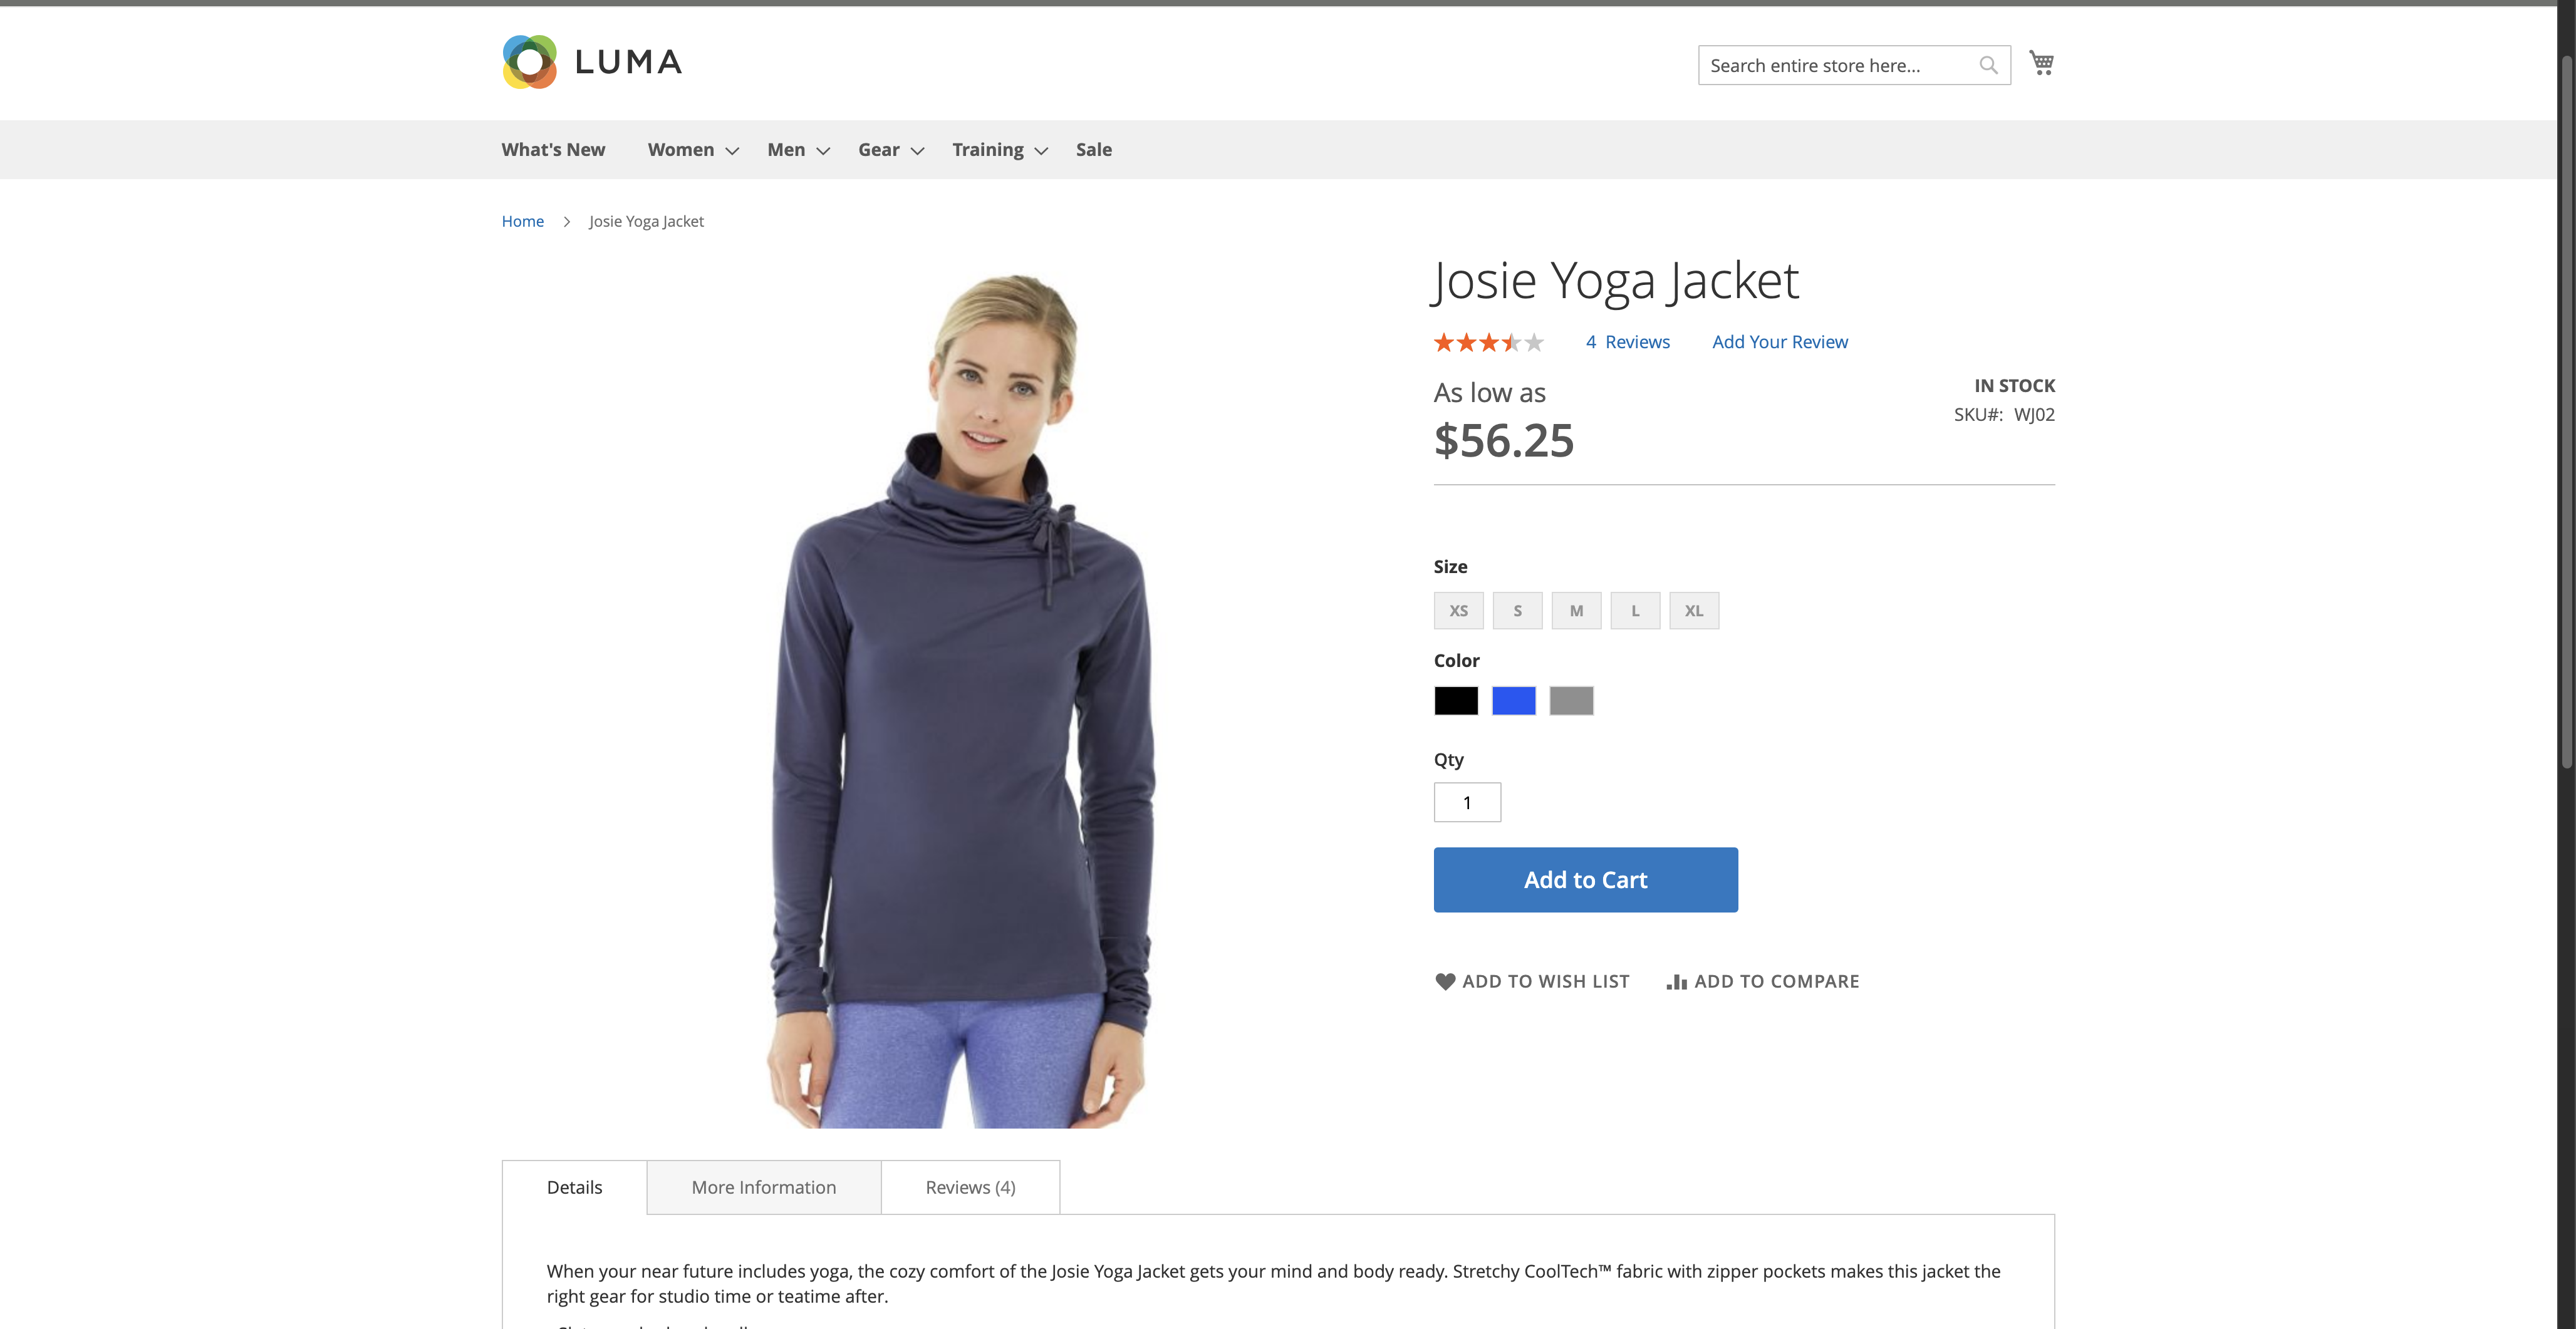 LUMA
Search entire store here...
What's New Women Men Gear Training Sale
Home Josie Yoga Jacket
Josie Yoga Jacket
4 Reviews Add Your Review
As low as
$56.25
IN STOCK
SKU#: WJ02
Size
XS S M L XL
Color
Qty
1
Add to Cart
ADD TO WISH LIST ADD TO COMPARE
Details More Information Reviews (4)
When your near future includes yoga, the cozy comfort of the Josie Yoga Jacket gets your mind and body ready. Stretchy CoolTech™ fabric with zipper pockets makes this jacket the
right gear for studio time or teatime after.